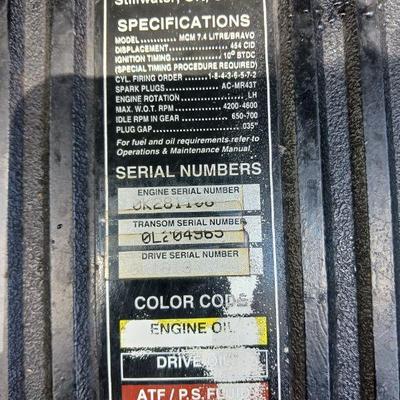 Stillwater,
SPECIFICATIONS
MODEL MCM 7.4 LITRE/BRAVO
DISPLACEMENT 454 CID
IGNITION TIMING 10° BTDC
(SPECIAL TIMING PROCEDURE REQUIRED)
CYL. FIRING ORDER 1-8-4-3-6-5-7-2
SPARK PLUGS AC-MR43T
ENGINE ROTATION LH
MAX. W.O.T. RPM 4200-4600
IDLE RPM IN GEAR 650-700
PLUG GAP .035"
For fuel and oil requirements refer to
Operations & Maintenance Manual.
SERIAL NUMBERS
ENGINE SERIAL NUMBER
0K281108
TRANSOM SERIAL NUMBER
0L204965
DRIVE SERIAL NUMBER
COLOR CODE
ENGINE OIL
DRIVE
ATF / P.S. FLUID